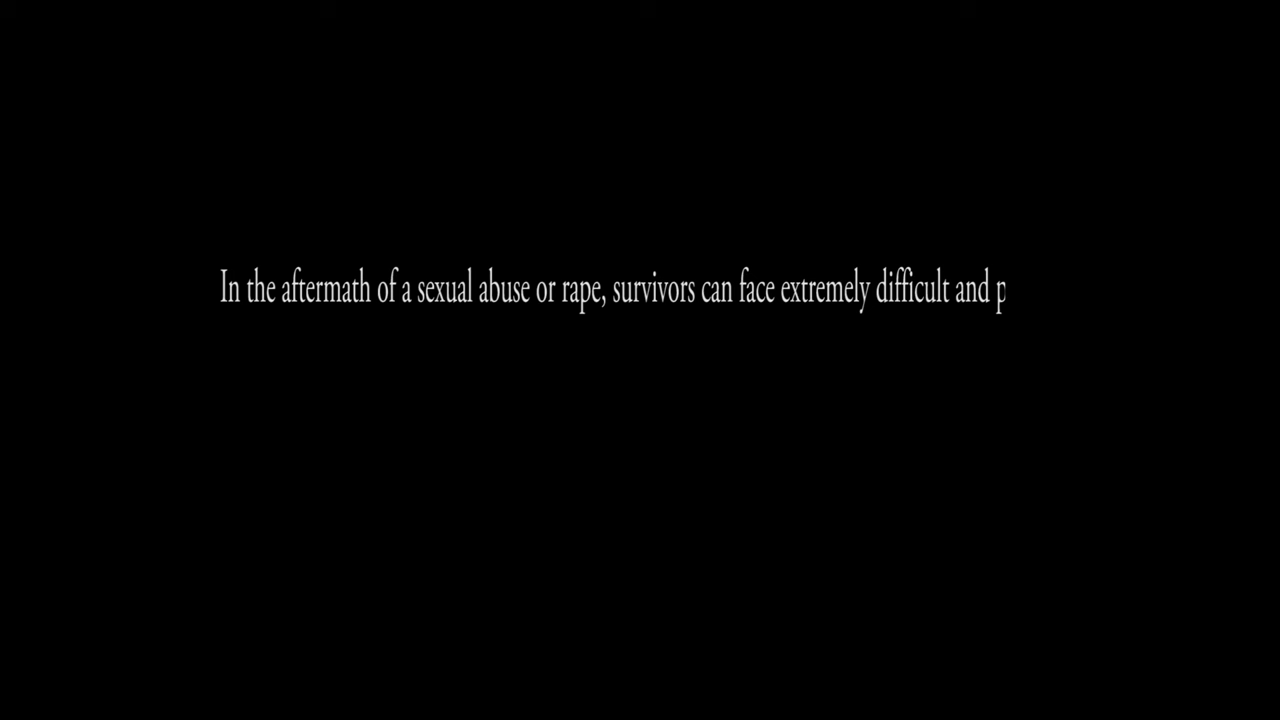 In the aftermath of a sexual abuse or rape, survivors can face extremely difficult and p